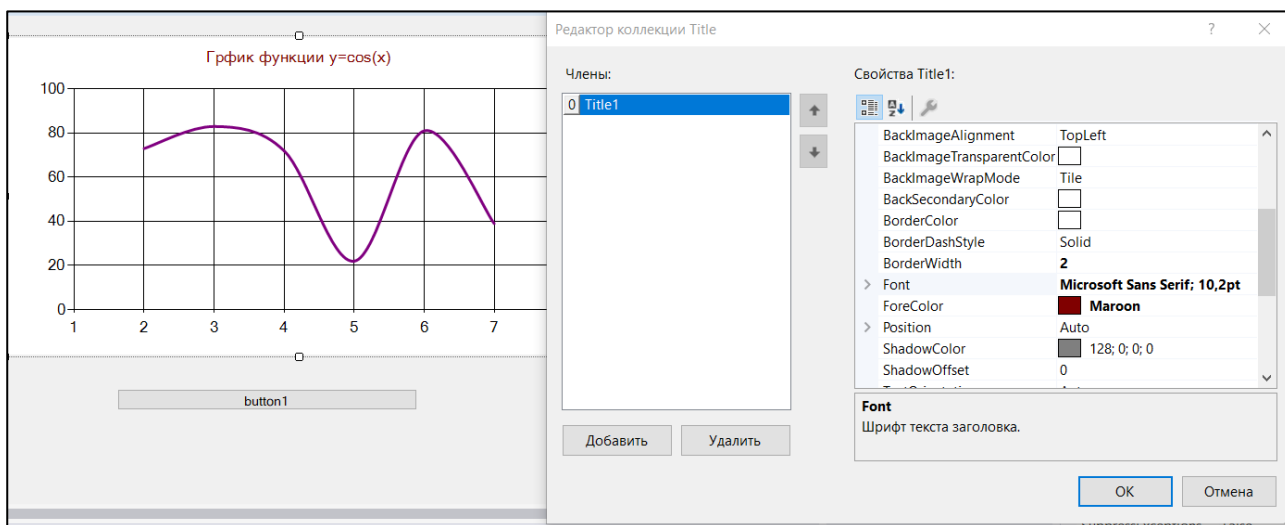 Грфик функции y=cos(x)
100
80
60
40
20
0
1 2 3 4 5 6 7
button1
Редактор коллекции Title
? ×
Члены:
0 Title1
Добавить Удалить
Свойства Title1:
BackImageAlignment TopLeft
BackImageTransparentColor
BackImageWrapMode Tile
BackSecondaryColor
BorderColor
BorderDashStyle Solid
BorderWidth 2
Font Microsoft Sans Serif; 10,2pt
ForeColor Maroon
Position Auto
ShadowColor 128; 0; 0; 0
ShadowOffset 0
Font
Шрифт текста заголовка.
OK Отмена